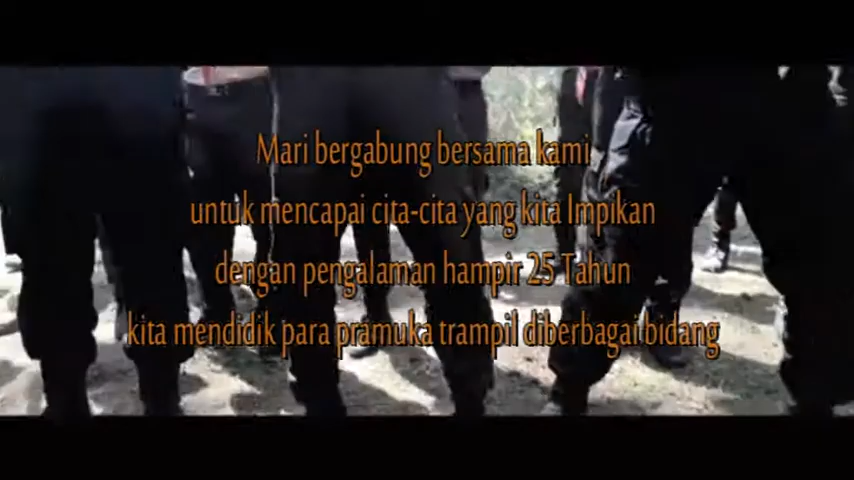 Mari bergabung bersama kami
untuk mencapai cita-cita yang kita Impikan
dengan pengalaman hampir 25 Tahun
kita mendidik para pramuka trampil diberbagai bidang